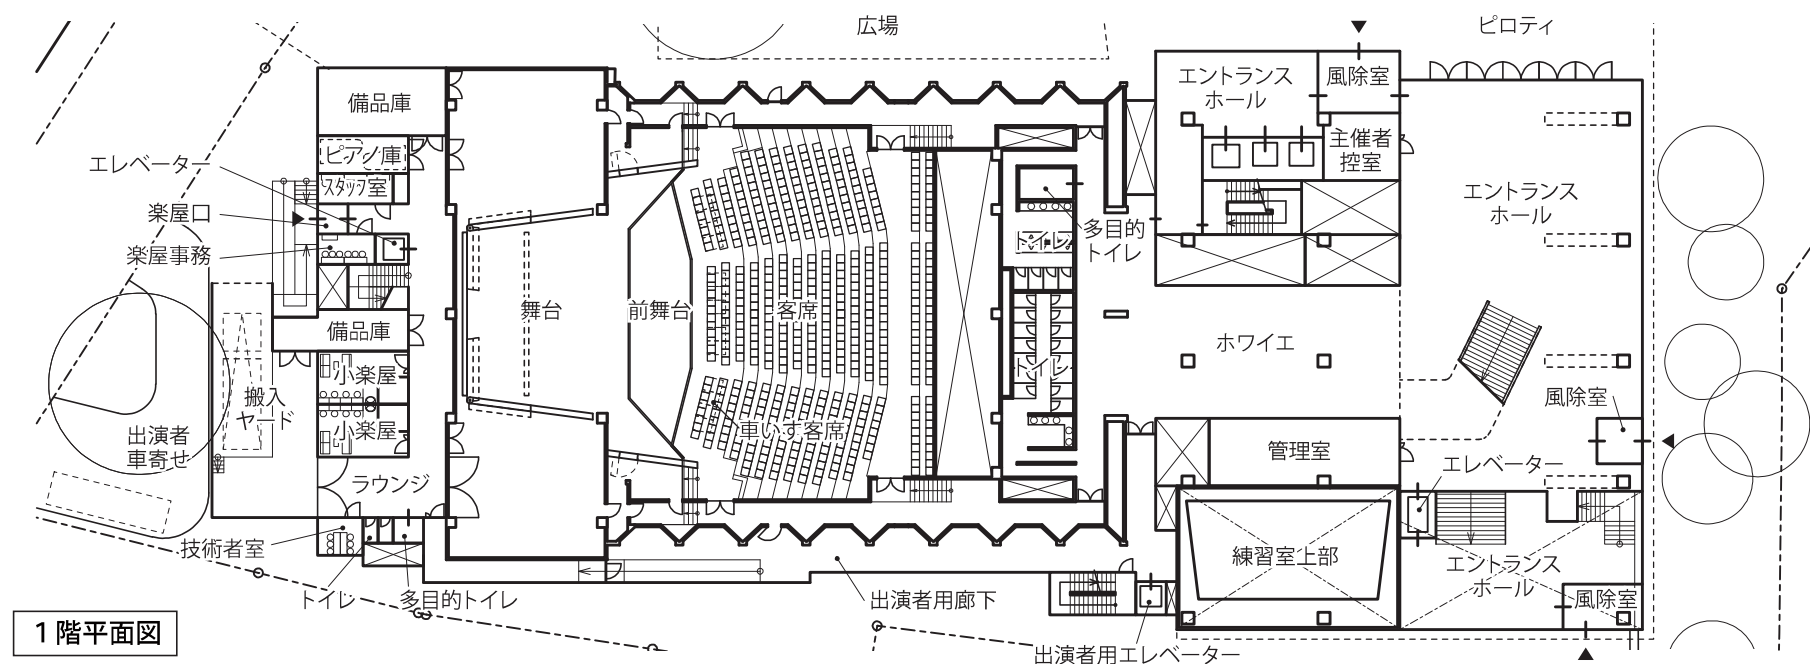 広場
ピロティ
エントランス
ホール
風除室
備品庫
主催者
控室
ピアノ庫
エレベーター
スタッフ室
エントランス
ホール
楽屋口
多目的
トイレ
トイレ
楽屋事務
舞台
前舞台
客席
備品庫
ホワイエ
トイレ
小楽屋
搬入
ヤード
風除室
小楽屋
車いす客席
出演者
車寄せ
管理室
エレベーター
ラウンジ
技術者室
練習室上部
エントランス
ホール
トイレ
多目的トイレ
出演者用廊下
風除室
1階平面図
出演者用エレベーター